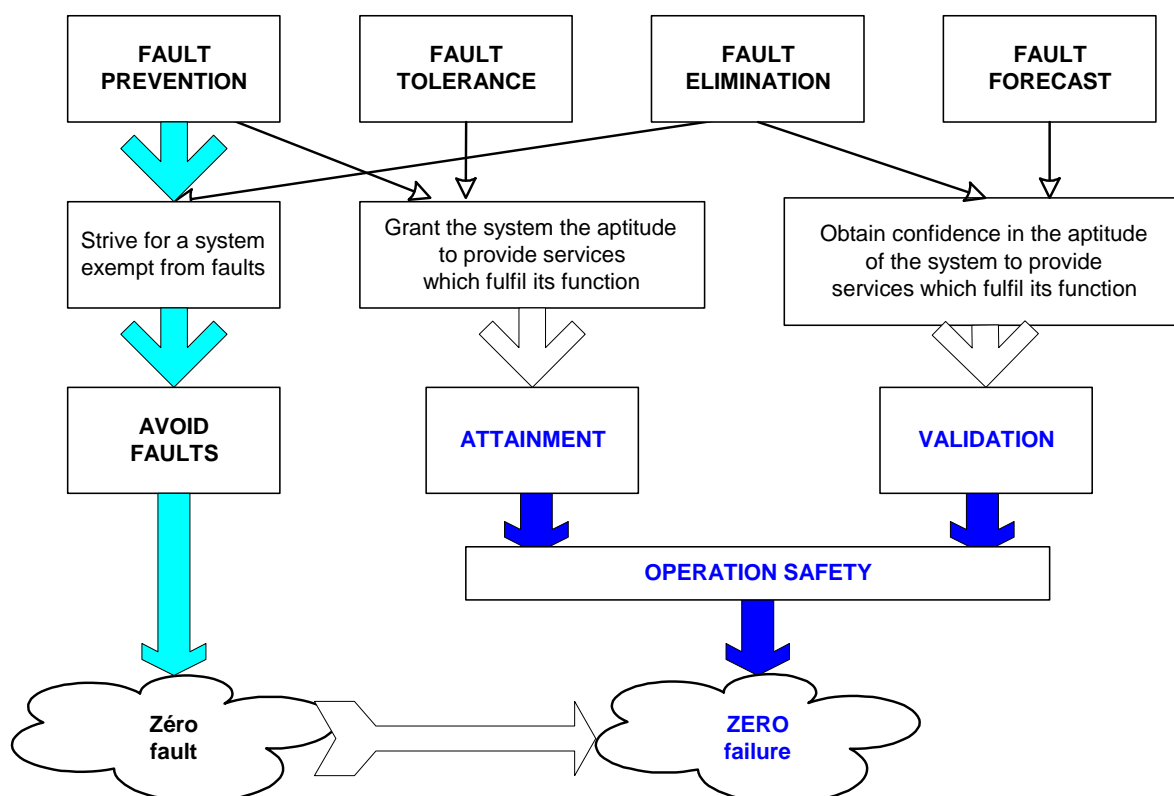 FAULT
PREVENTION
FAULT
TOLERANCE
FAULT
ELIMINATION
FAULT
FORECAST
Strive for a system
exempt from faults
Grant the system the aptitude
to provide services
which fulfil its function
Obtain confidence in the aptitude
of the system to provide
services which fulfil its function
AVOID
FAULTS
ATTAINMENT
VALIDATION
OPERATION SAFETY
Zéro
fault
ZERO
failure